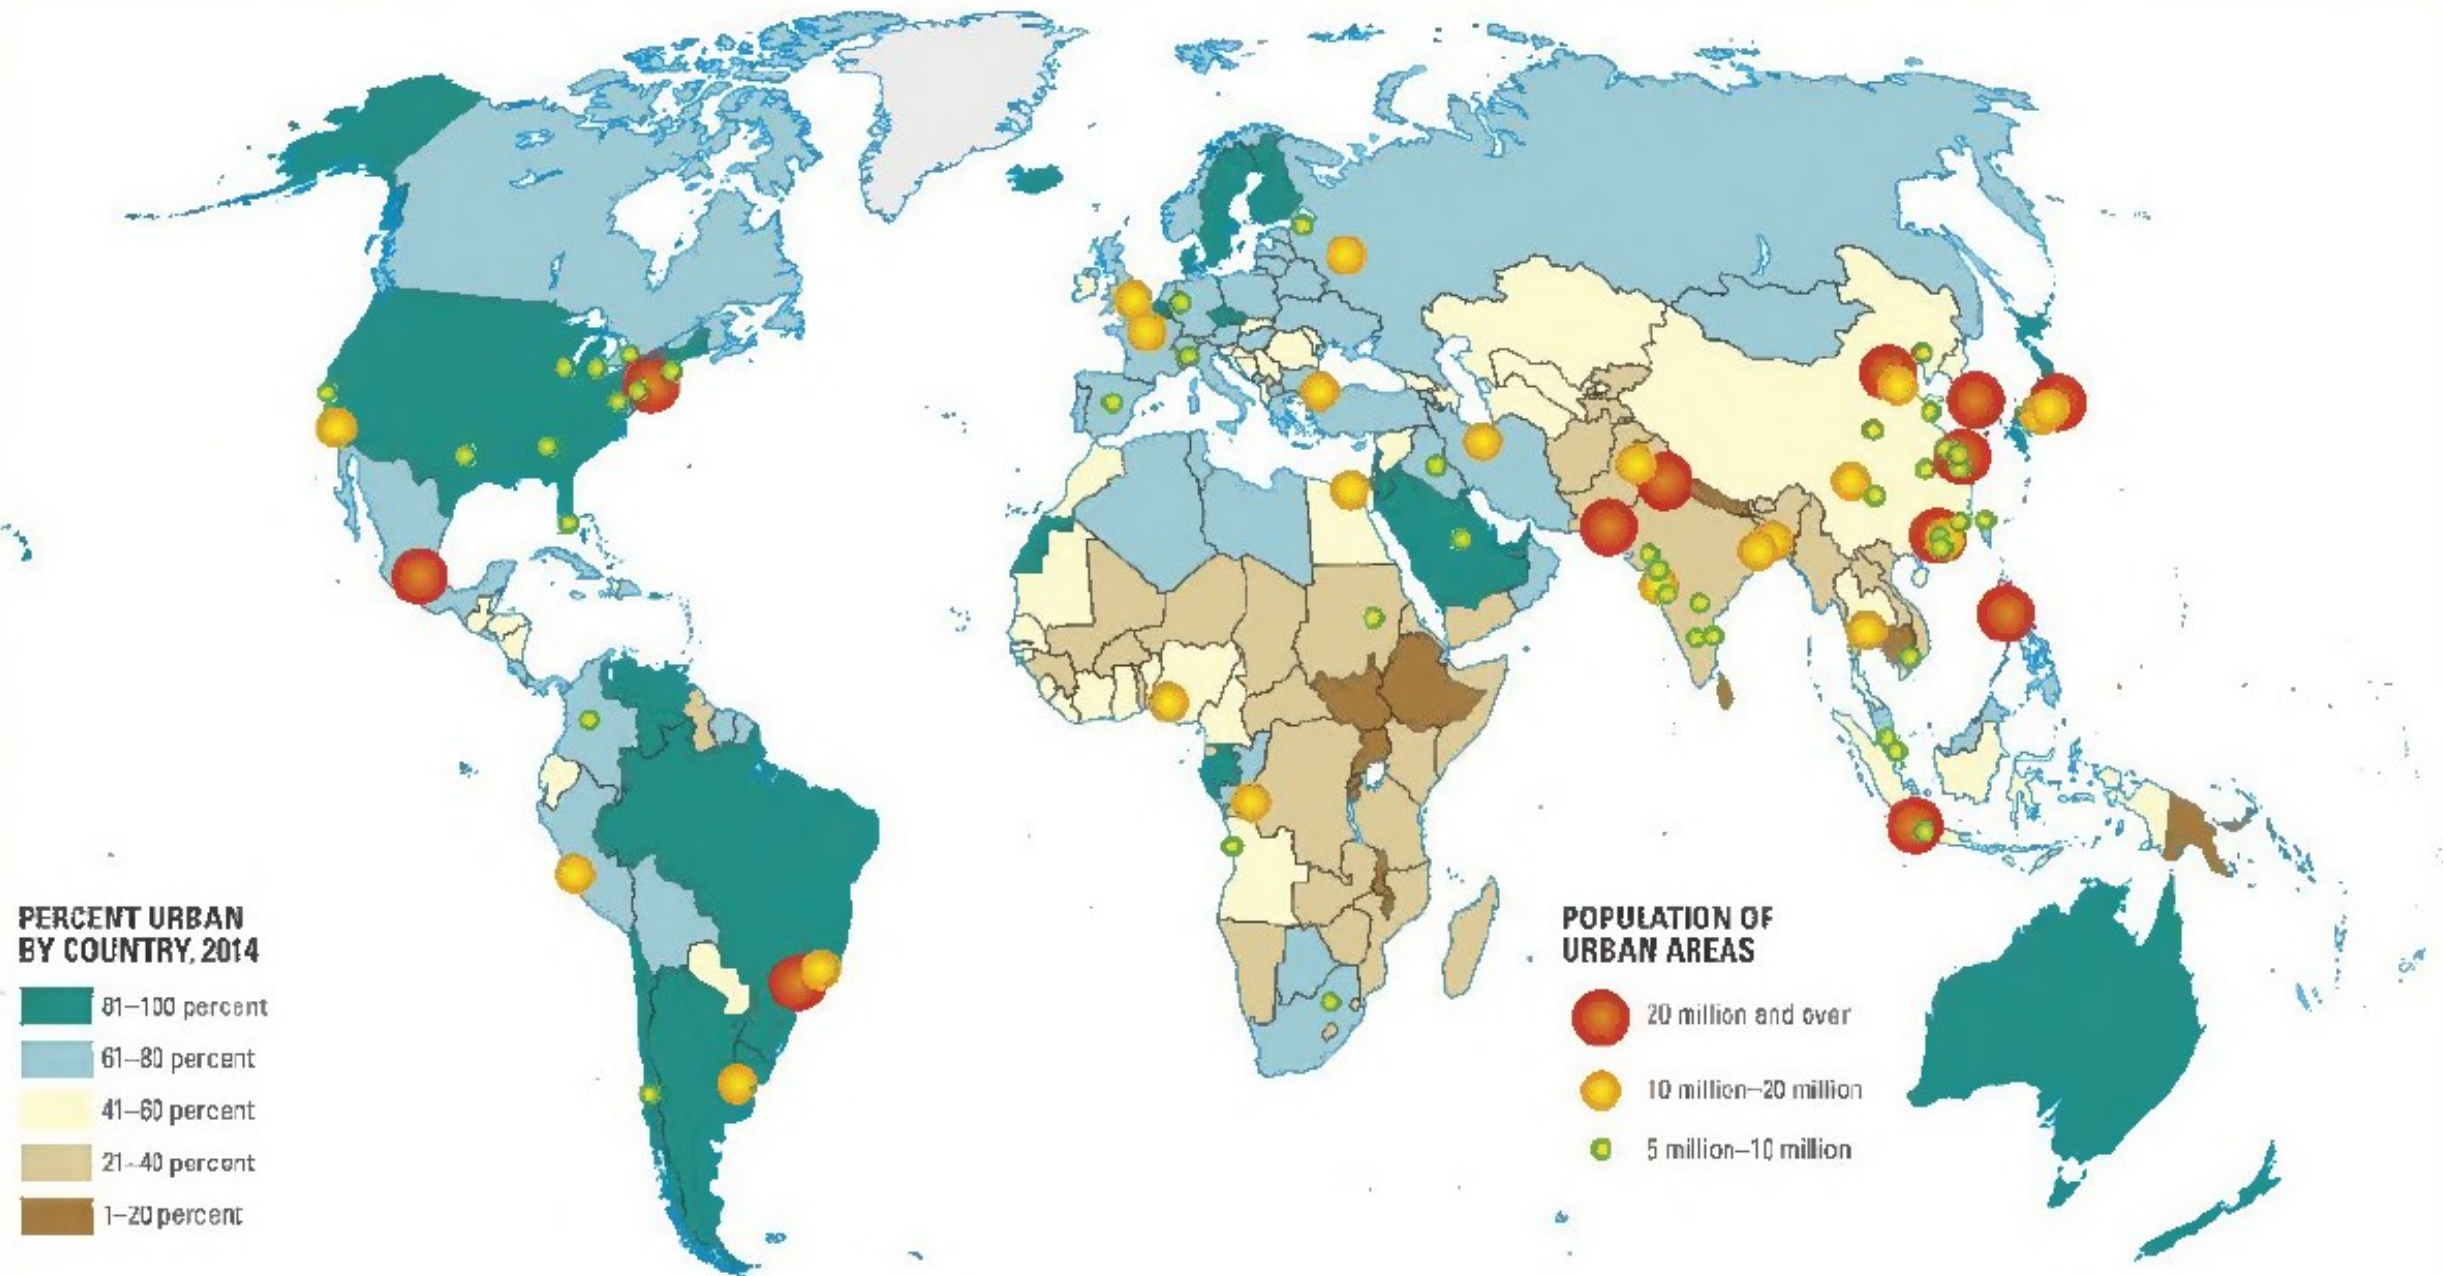 PERCENT URBAN
BY COUNTRY, 2014
81–100 percent
61–80 percent
41–60 percent
21–40 percent
1–20 percent
POPULATION OF
URBAN AREAS
20 million and over
10 million–20 million
5 million–10 million